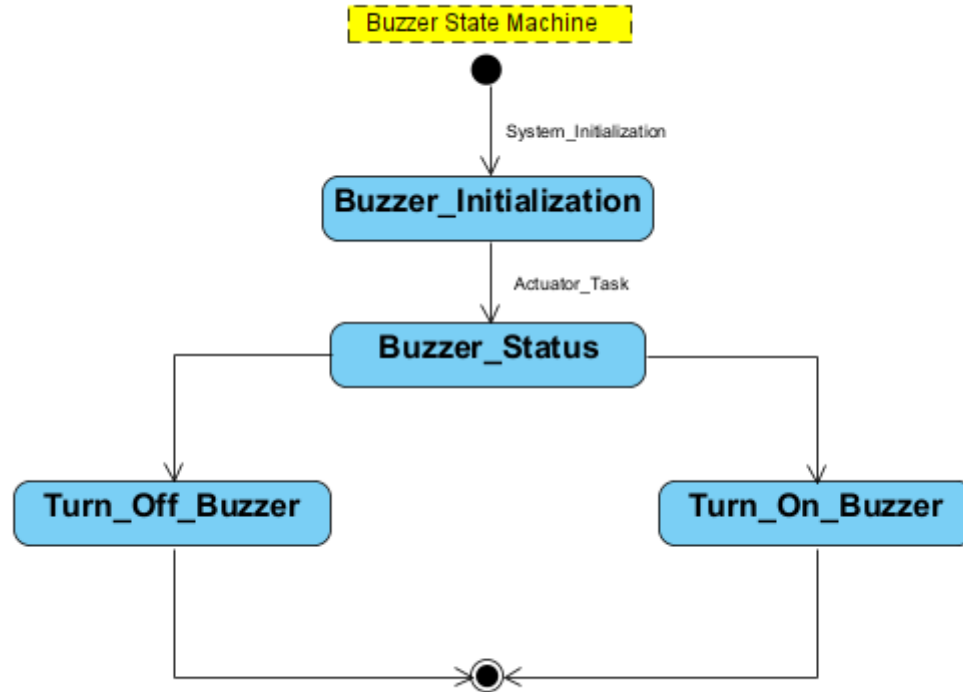 Buzzer State Machine
System_Initialization
Buzzer_Initialization
Actuator_Task
Buzzer_Status
Turn_Off_Buzzer
Turn_On_Buzzer